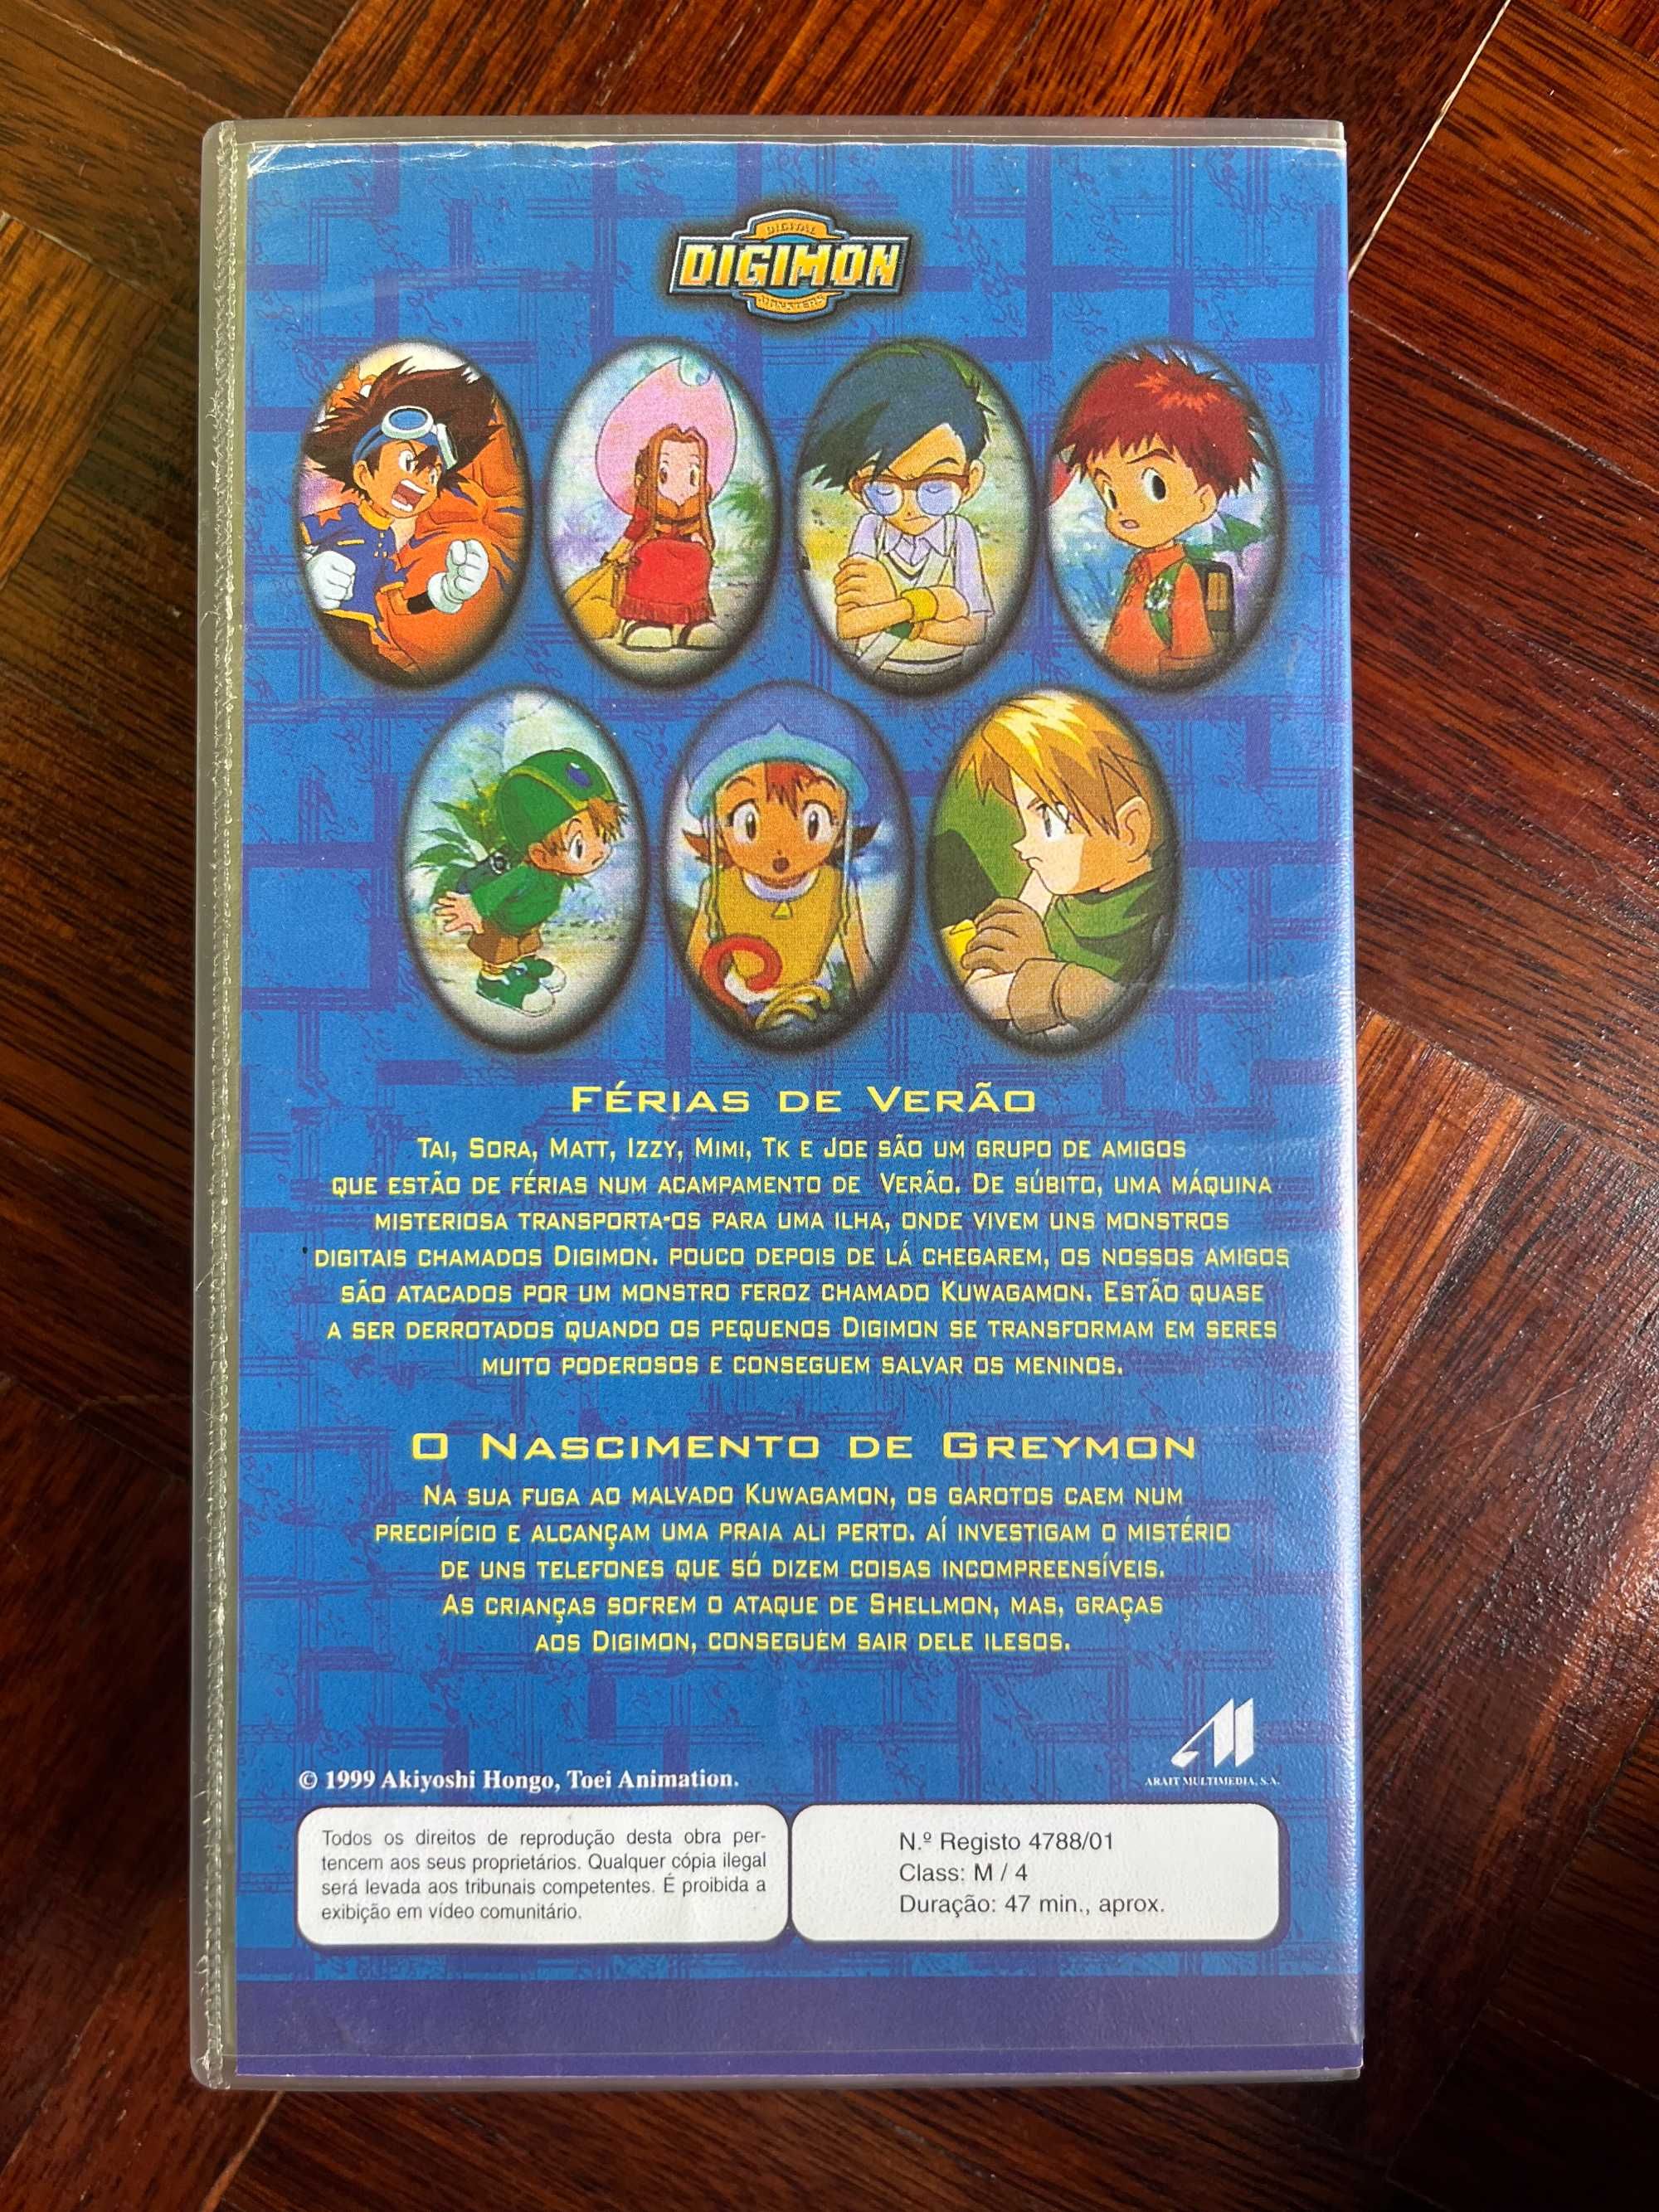 DIGITAL
DIGIMON
MONSTERS
FÉRIAS DE VERÃO
TAI, SORA, MATT, IZZY, MIMI, TK E JOE SÃO UM GRUPO DE AMIGOS
QUE ESTÃO DE FÉRIAS NUM ACAMPAMENTO DE VERÃO. DE SÚBITO, UMA MÁQUINA
MISTERIOSA TRANSPORTA-OS PARA UMA ILHA, ONDE VIVEM UNS MONSTROS
DIGITAIS CHAMADOS DIGIMON. POUCO DEPOIS DE LÁ CHEGAREM, OS NOSSOS AMIGOS
SÃO ATACADOS POR UM MONSTRO FEROZ CHAMADO KUWAGAMON. ESTÃO QUASE
A SER DERROTADOS QUANDO OS PEQUENOS DIGIMON SE TRANSFORMAM EM SERES
MUITO PODEROSOS E CONSEGUEM SALVAR OS MENINOS.
O NASCIMENTO DE GREYMON
NA SUA FUGA AO MALVADO KUWAGAMON, OS GAROTOS CAEM NUM
PRECIPÍCIO E ALCANÇAM UMA PRAIA ALI PERTO. AÍ INVESTIGAM O MISTÉRIO
DE UNS TELEFONES QUE SÓ DIZEM COISAS INCOMPREENSÍVEIS.
AS CRIANÇAS SOFREM O ATAQUE DE SHELLMON, MAS, GRAÇAS
AOS DIGIMON, CONSEGUEM SAIR DELE ILESOS.
ARAIT MULTIMEDIA, S.A.
© 1999 Akiyoshi Hongo, Toei Animation.
Todos os direitos de reprodução desta obra per-
tencem aos seus proprietários. Qualquer cópia ilegal
será levada aos tribunais competentes. É proibida a
exibição em vídeo comunitário.
N.º Registo 4788/01
Class: M / 4
Duração: 47 min., aprox.